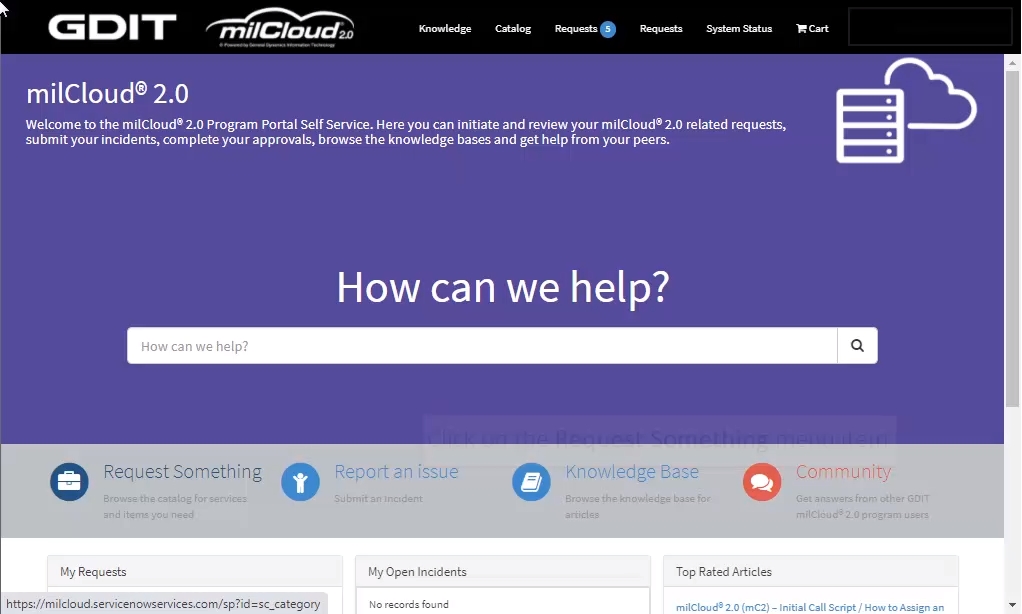 GDIT
milCloud 2.0
® Powered by General Dynamics Information Technology
Knowledge
Catalog
Requests 5
Requests
System Status
Cart
milCloud® 2.0
Welcome to the milCloud® 2.0 Program Portal Self Service. Here you can initiate and review your milCloud® 2.0 related requests,
submit your incidents, complete your approvals, browse the knowledge bases and get help from your peers.
How can we help?
How can we help?
Click on the Request Something menu item
Request Something
Browse the catalog for services
and items you need
Report an issue
Submit an Incident
Knowledge Base
Browse the knowledge base for
articles
Community
Get answers from other GDIT
milCloud® 2.0 program users
My Requests
My Open Incidents
No records found
Top Rated Articles
milCloud® 2.0 (mC2) – Initial Call Script / How to Assign an
https://milcloud.servicenowservices.com/sp?id=sc_category